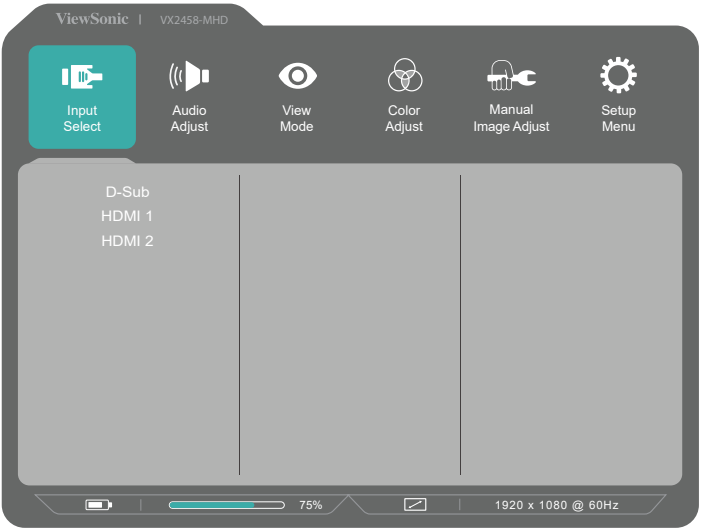 ViewSonic | VX2458-MHD
Input Select
Audio Adjust
View Mode
Color Adjust
Manual Image Adjust
Setup Menu
D-Sub
HDMI 1
HDMI 2
75%
1920 x 1080 @ 60Hz